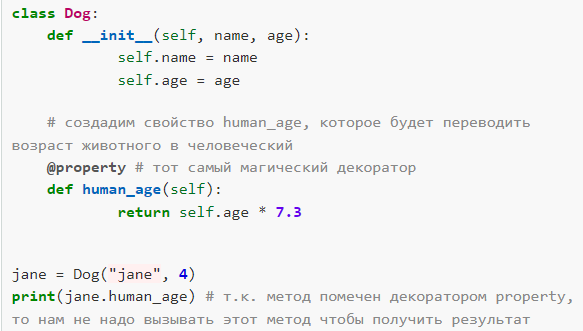 class Dog:
    def __init__(self, name, age):
            self.name = name
            self.age = age

    # создадим свойство human_age, которое будет переводить
возраст животного в человеческий
    @property # тот самый магический декоратор
    def human_age(self):
            return self.age * 7.3


jane = Dog("jane", 4)
print(jane.human_age) # т.к. метод помечен декоратором property,
то нам не надо вызывать этот метод чтобы получить результат